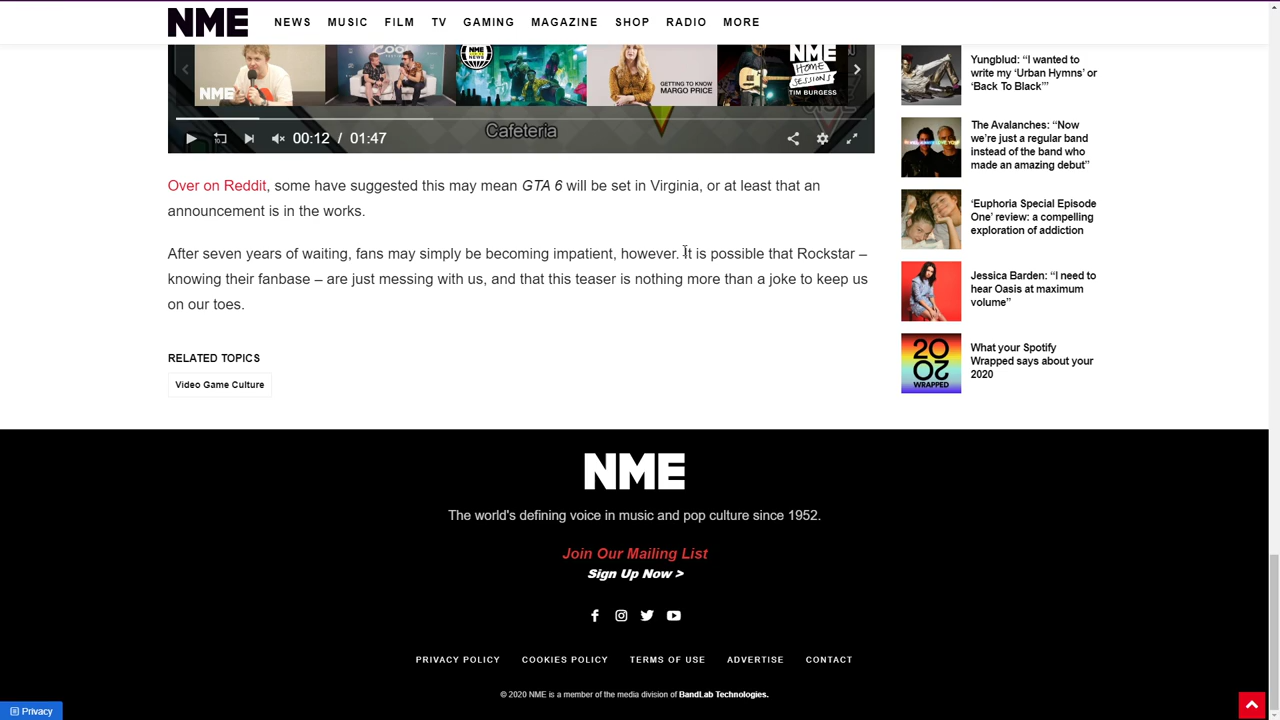 NME NEWS MUSIC FILM TV GAMING MAGAZINE SHOP RADIO MORE
NME
NME NEWS
GETTING TO KNOW
MARGO PRICE
NME
HOME
SESSIONS
TIM BURGESS
10
00:12 / 01:47
Cafeteria
Over on Reddit, some have suggested this may mean GTA 6 will be set in Virginia, or at least that an
announcement is in the works.
After seven years of waiting, fans may simply be becoming impatient, however. It is possible that Rockstar –
knowing their fanbase – are just messing with us, and that this teaser is nothing more than a joke to keep us
on our toes.
RELATED TOPICS
Video Game Culture
Yungblud: “I wanted to
write my ‘Urban Hymns’ or
‘Back To Black’”
The Avalanches: “Now
we’re just a regular band
instead of the band who
made an amazing debut”
‘Euphoria Special Episode
One’ review: a compelling
exploration of addiction
Jessica Barden: “I need to
hear Oasis at maximum
volume”
2020
WRAPPED
What your Spotify
Wrapped says about your
2020
NME
The world's defining voice in music and pop culture since 1952.
Join Our Mailing List
Sign Up Now >
PRIVACY POLICY COOKIES POLICY TERMS OF USE ADVERTISE CONTACT
© 2020 NME is a member of the media division of BandLab Technologies.
Privacy